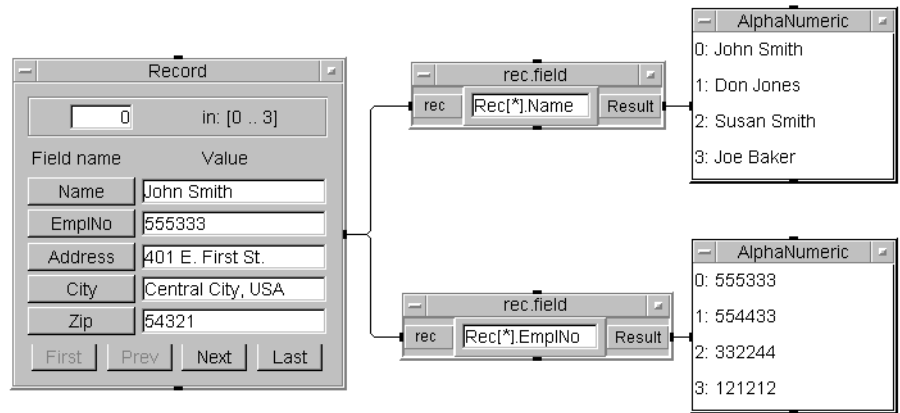 Record
0 in: [0 .. 3]
Field name Value
Name John Smith
EmplNo 555333
Address 401 E. First St.
City Central City, USA
Zip 54321
First Prev Next Last
rec.field
rec Rec[*].Name Result
AlphaNumeric
0: John Smith
1: Don Jones
2: Susan Smith
3: Joe Baker
rec.field
rec Rec[*].EmplNo Result
AlphaNumeric
0: 555333
1: 554433
2: 332244
3: 121212